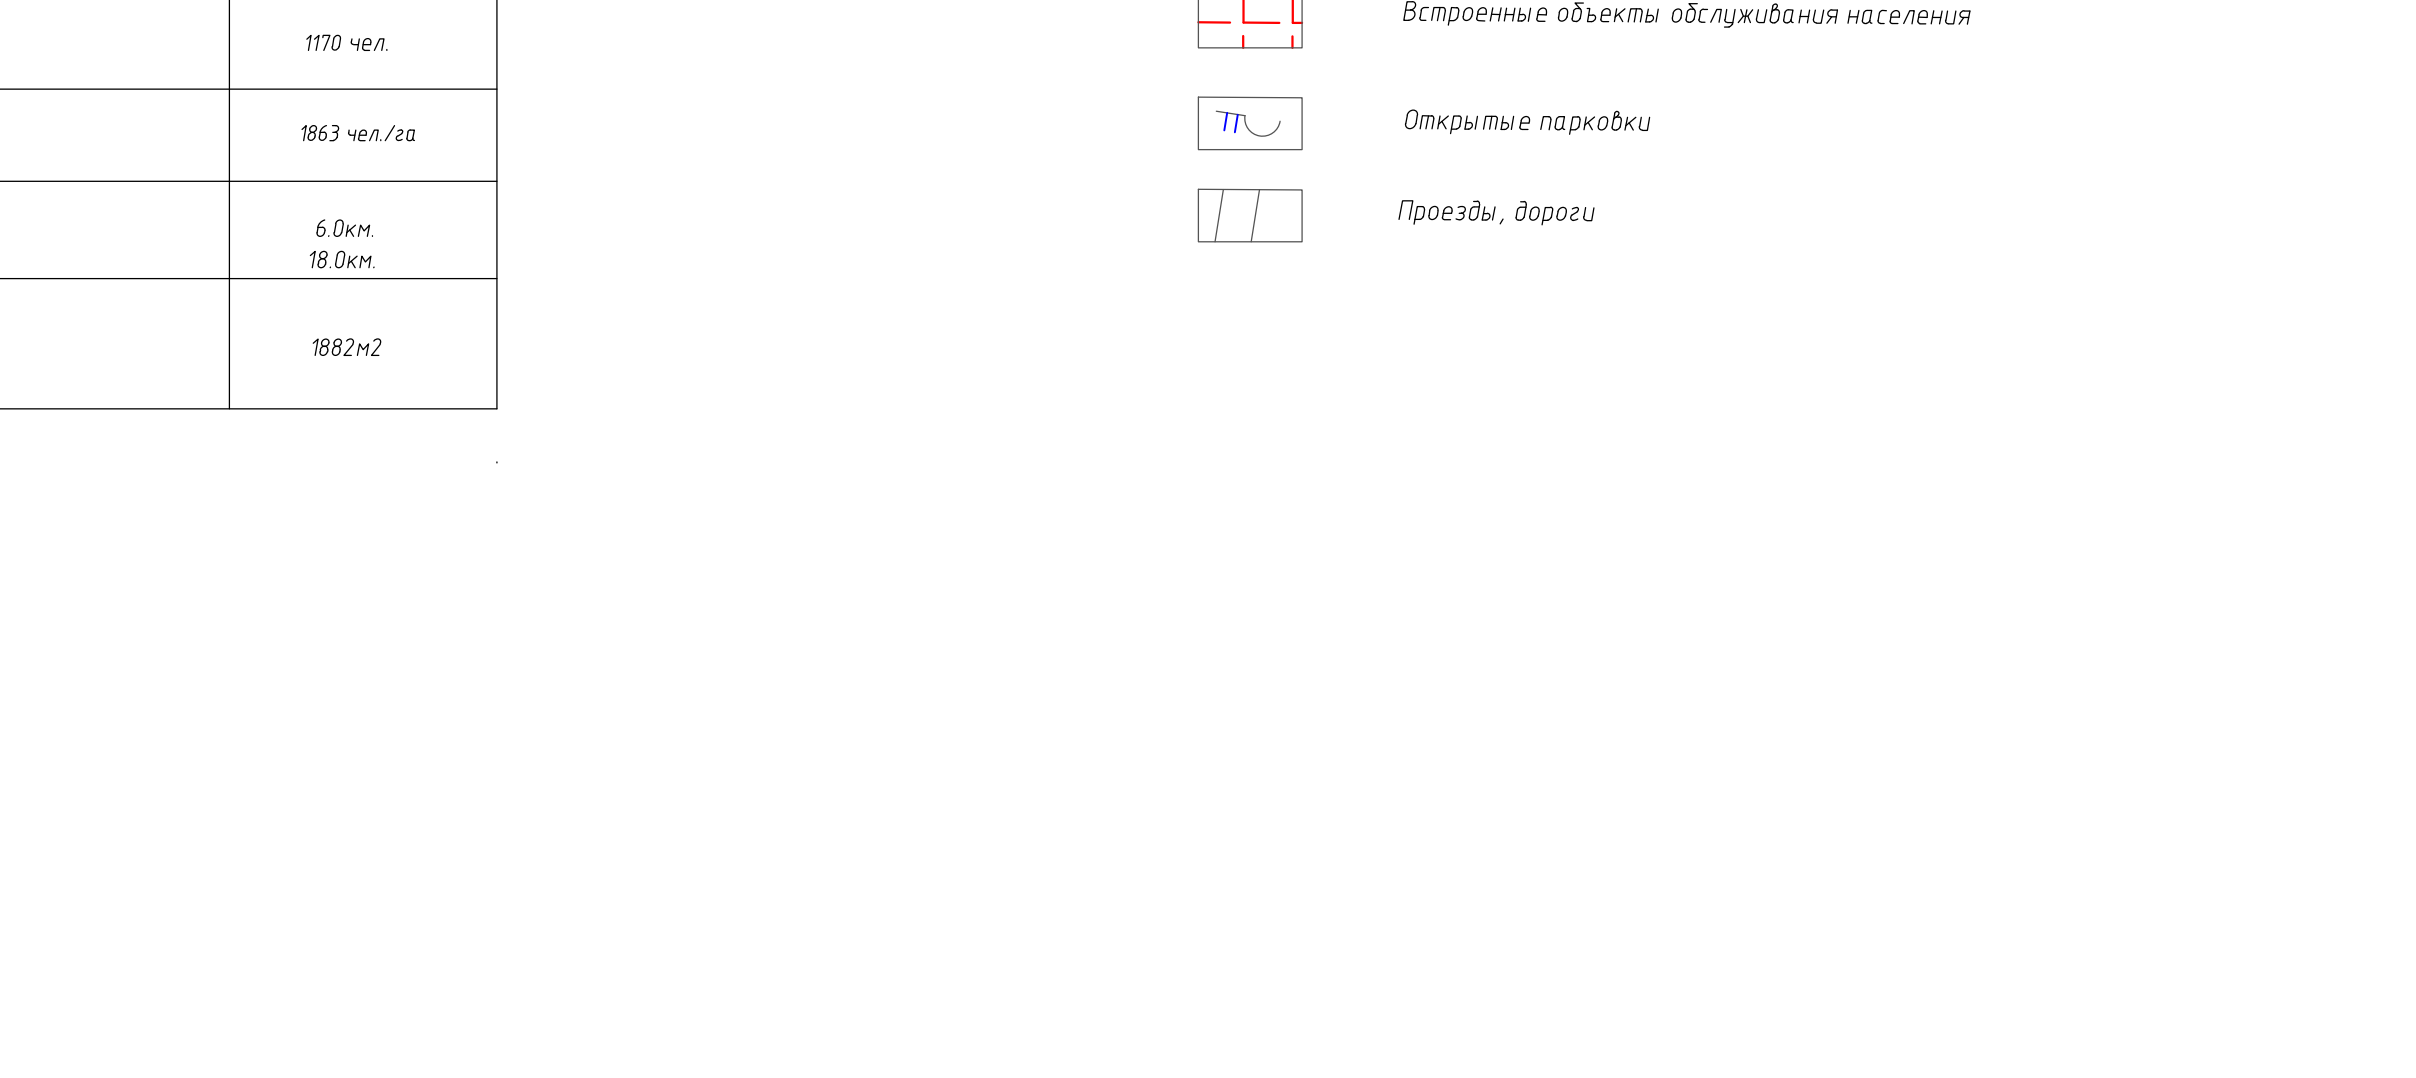 1170 чел.
1863 чел./га
6.0км.
18.0км.
1882м2
Встроенные объекты обслуживания населения
Открытые парковки
Проезды, дороги